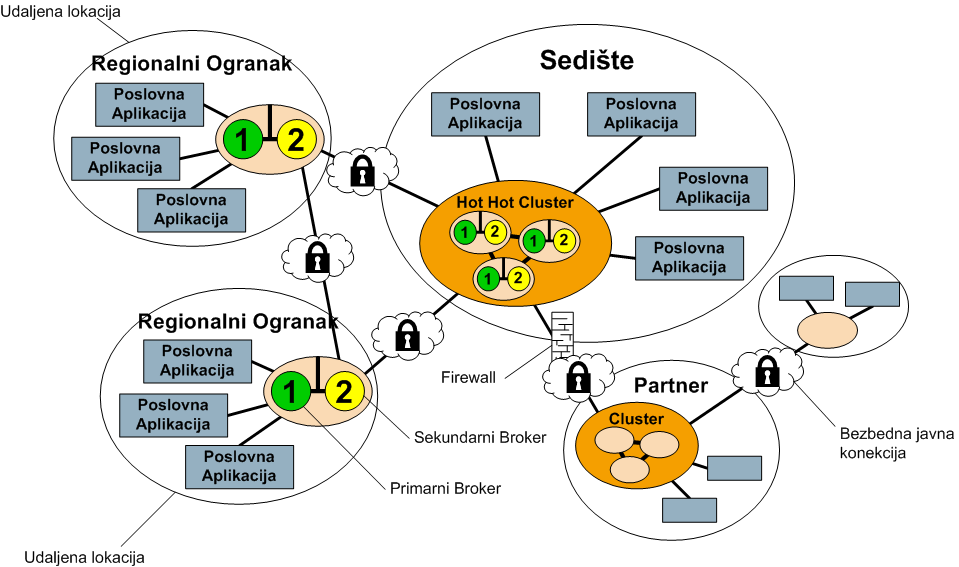 Udaljena lokacija
Regionalni Ogranak
Poslovna
Aplikacija
Poslovna
Aplikacija
Poslovna
Aplikacija
1
2
Sedište
Poslovna
Aplikacija
Poslovna
Aplikacija
Poslovna
Aplikacija
Poslovna
Aplikacija
Hot Hot Cluster
1
2
1
2
1
2
Regionalni Ogranak
Poslovna
Aplikacija
Poslovna
Aplikacija
Poslovna
Aplikacija
1
2
Firewall
Sekundarni Broker
Primarni Broker
Udaljena lokacija
Partner
Cluster
Bezbedna javna
konekcija